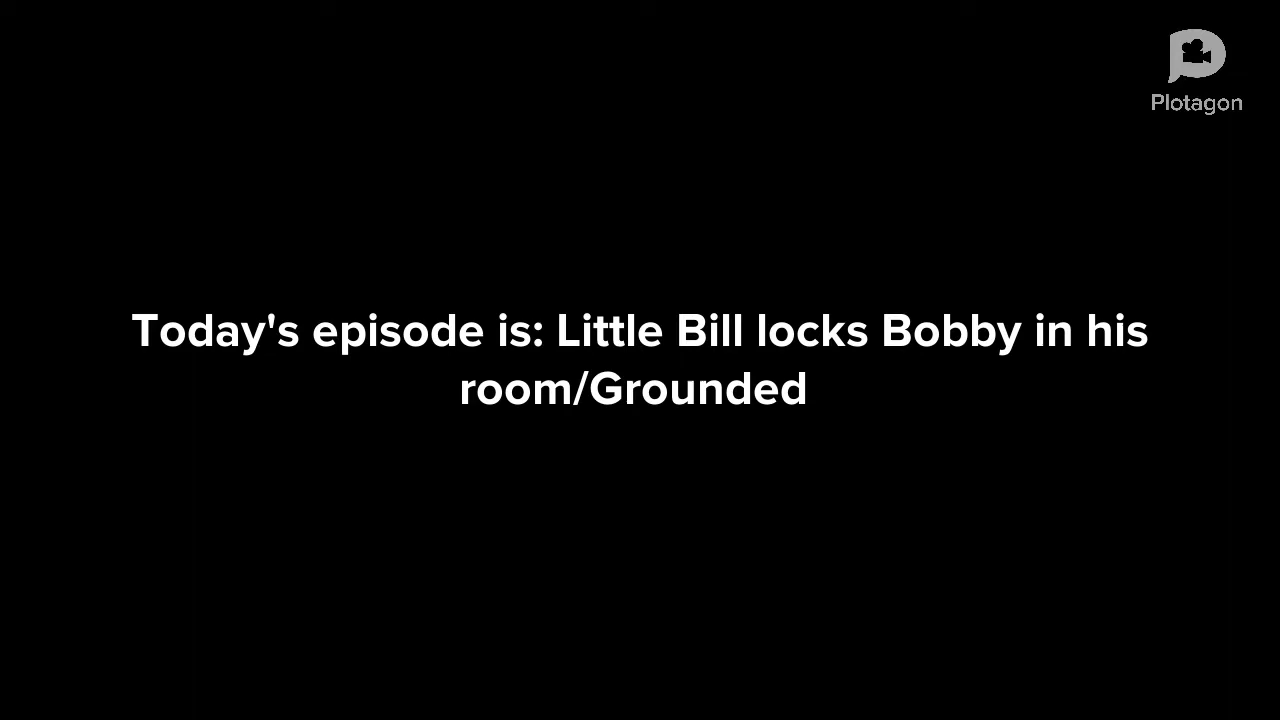 Plotagon
Today's episode is: Little Bill locks Bobby in his
room/Grounded